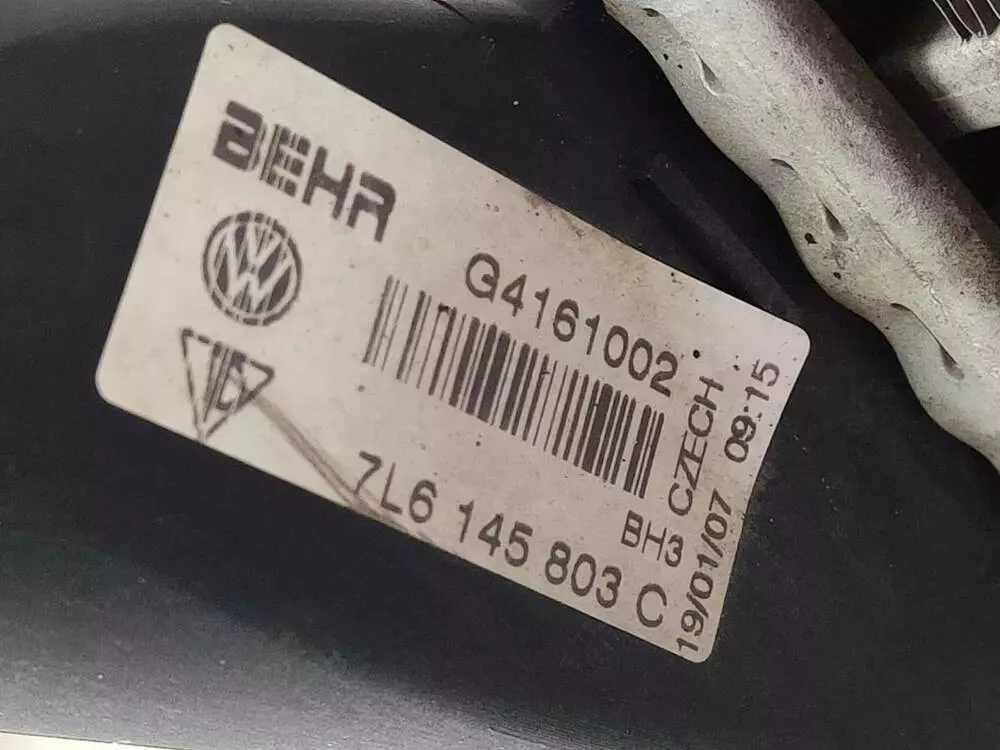 BEHR
G4161002
7L6 145 803 C
BH3
CZECH
19/01/07 09:15